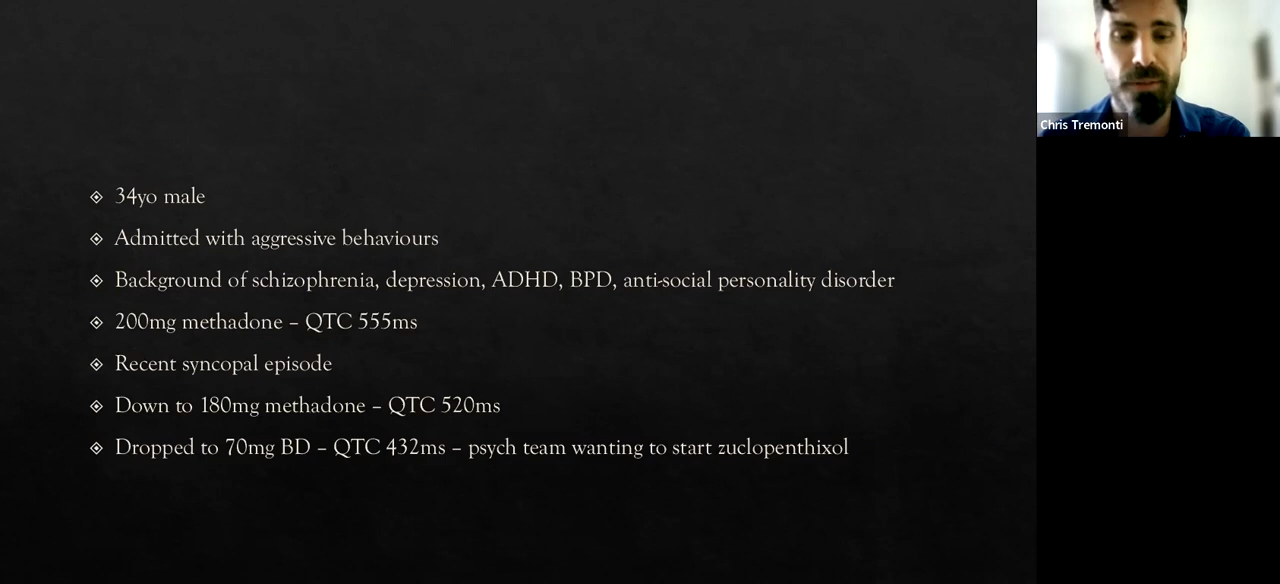 34yo male
Admitted with aggressive behaviours
Background of schizophrenia, depression, ADHD, BPD, anti-social personality disorder
200mg methadone – QTC 555ms
Recent syncopal episode
Down to 180mg methadone – QTC 520ms
Dropped to 70mg BD – QTC 432ms – psych team wanting to start zuclopenthixol
Chris Tremonti